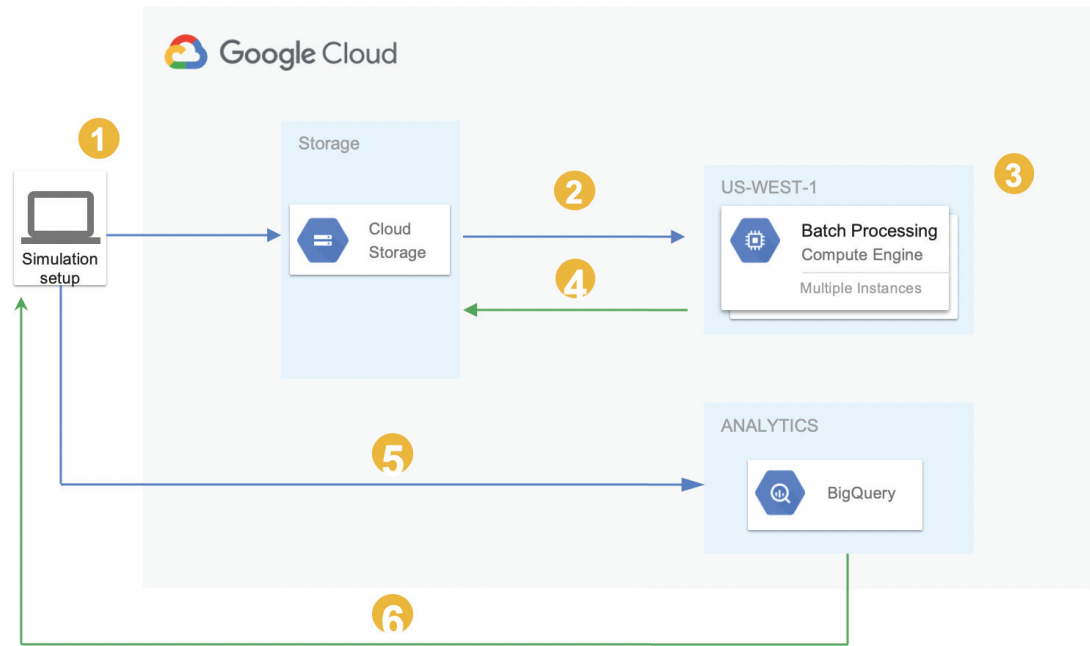 Google Cloud
1
Storage
2
3
US-WEST-1
Cloud
Storage
Batch Processing
Compute Engine
Multiple Instances
Simulation
setup
4
ANALYTICS
5
BigQuery
6